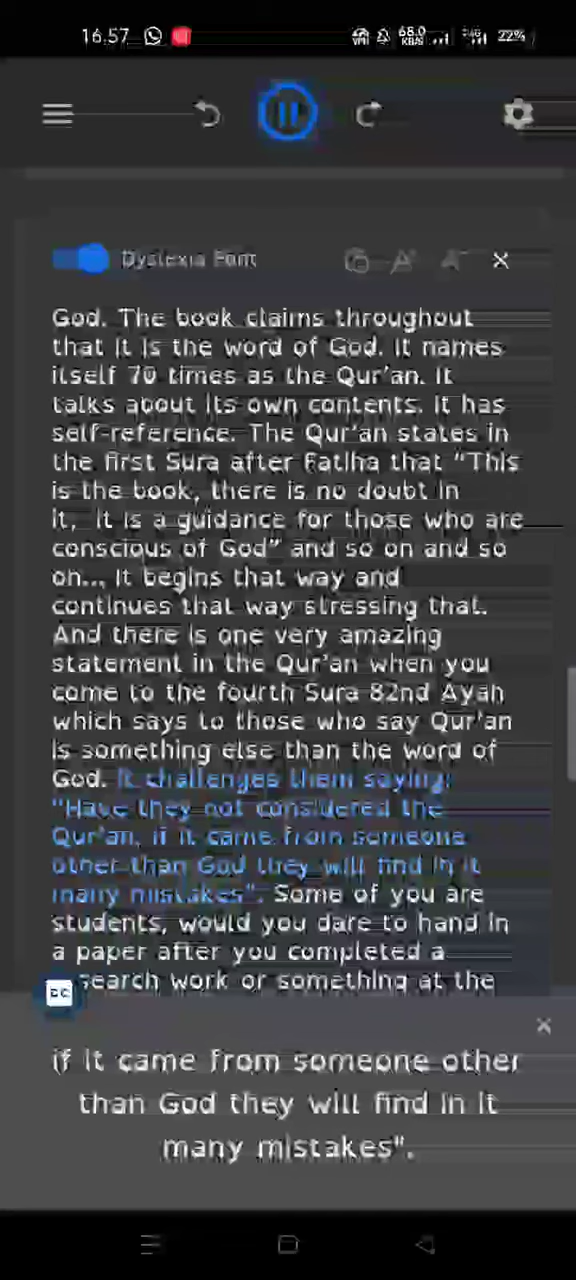 16.57
68.0
KB/S
22%
Dyslexia Font
God. The book claims throughout
that it is the word of God. It names
itself 70 times as the Qur'an. It
talks about its own contents. It has
self-reference. The Qur'an states in
the first Sura after Fatiha that "This
is the book, there is no doubt in
it, it is a guidance for those who are
conscious of God" and so on and so
on... It begins that way and
continues that way stressing that.
And there is one very amazing
statement in the Qur'an when you
come to the fourth Sura 82nd Ayah
which says to those who say Qur'an
is something else than the word of
God. It challenges them saying:
"Have they not considered the
Qur'an, if it came from someone
other than God they will find in it
many mistakes". Some of you are
students, would you dare to hand in
a paper after you completed a
search work or something at the
CC
if it came from someone other
than God they will find in it
many mistakes".